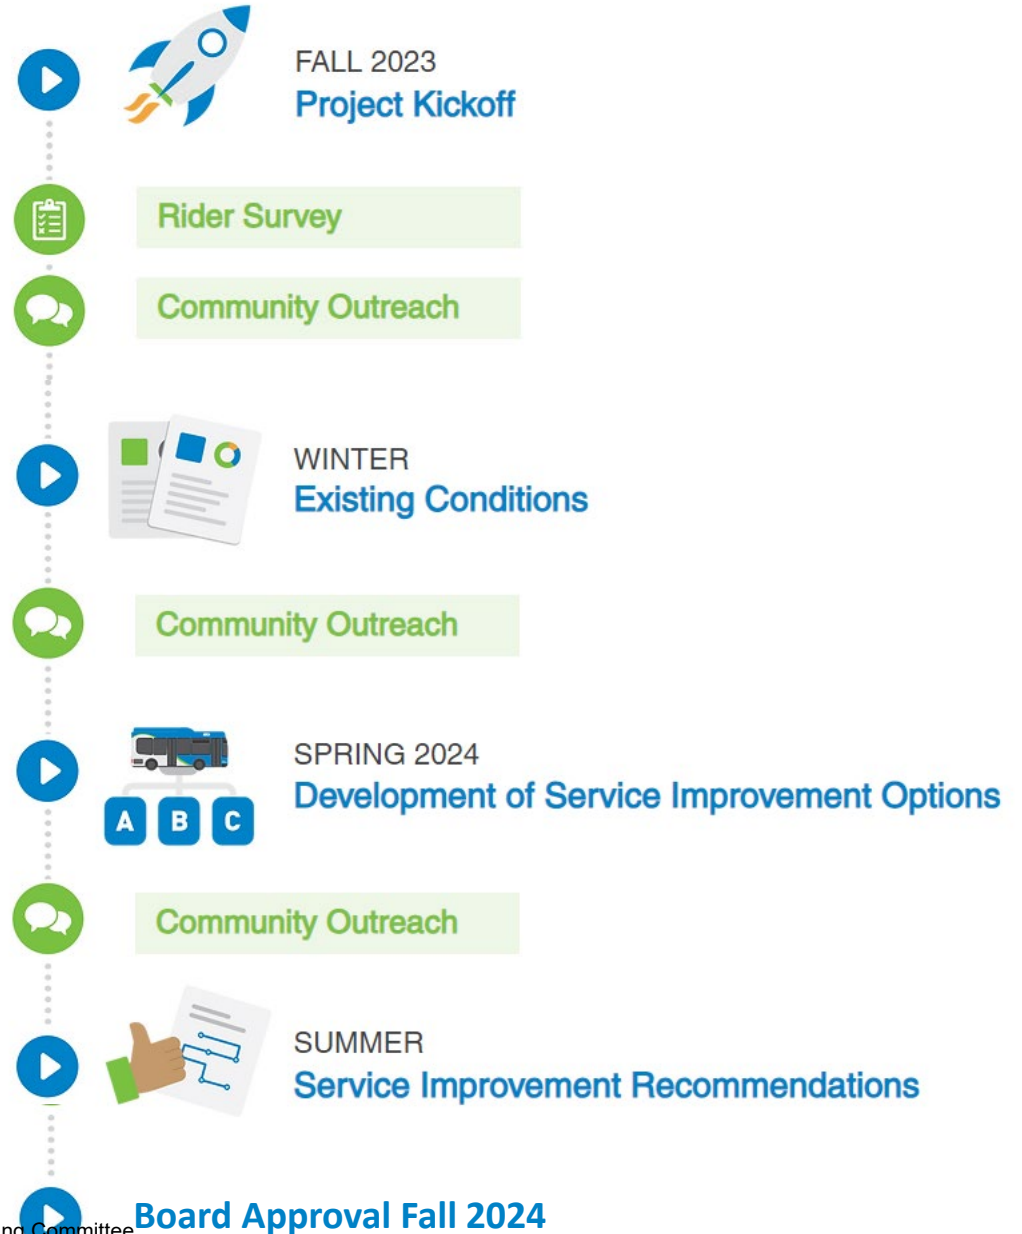 FALL 2023
Project Kickoff
Rider Survey
Community Outreach
WINTER
Existing Conditions
Community Outreach
SPRING 2024
Development of Service Improvement Options
A B C
Community Outreach
SUMMER
Service Improvement Recommendations
Board Approval Fall 2024
Committee